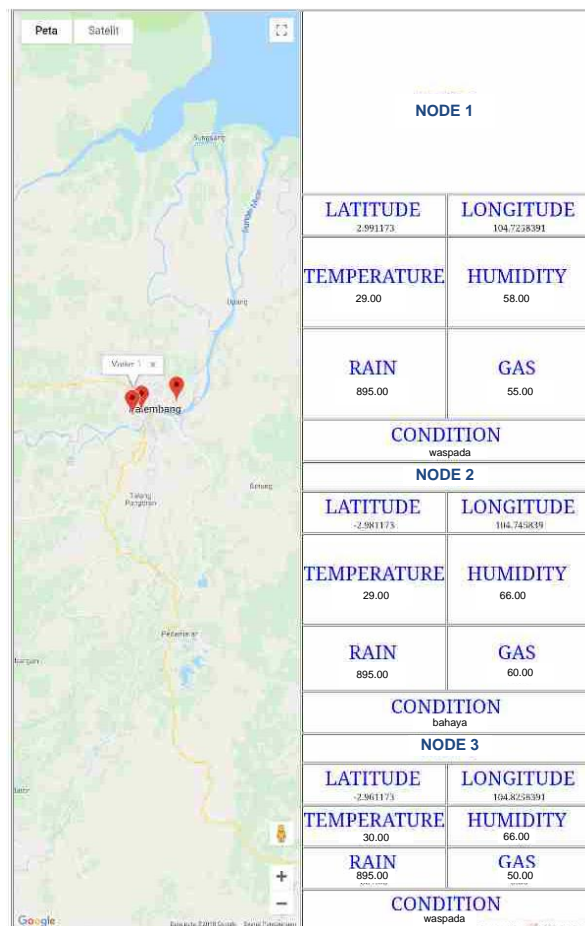 Peta
Satelit
Sungsang
Upang
Palembang
Talang
Pangeran
NODE 1
LATITUDE
2.991173
LONGITUDE
104.7258391
TEMPERATURE
29.00
HUMIDITY
58.00
RAIN
895.00
GAS
55.00
CONDITION
waspada
NODE 2
LATITUDE
-2.981173
LONGITUDE
104.745839
TEMPERATURE
29.00
HUMIDITY
66.00
RAIN
895.00
GAS
60.00
CONDITION
bahaya
NODE 3
LATITUDE
-2.961173
LONGITUDE
104.8258391
TEMPERATURE
30.00
HUMIDITY
66.00
RAIN
895.00
GAS
50.00
CONDITION
waspada
Google